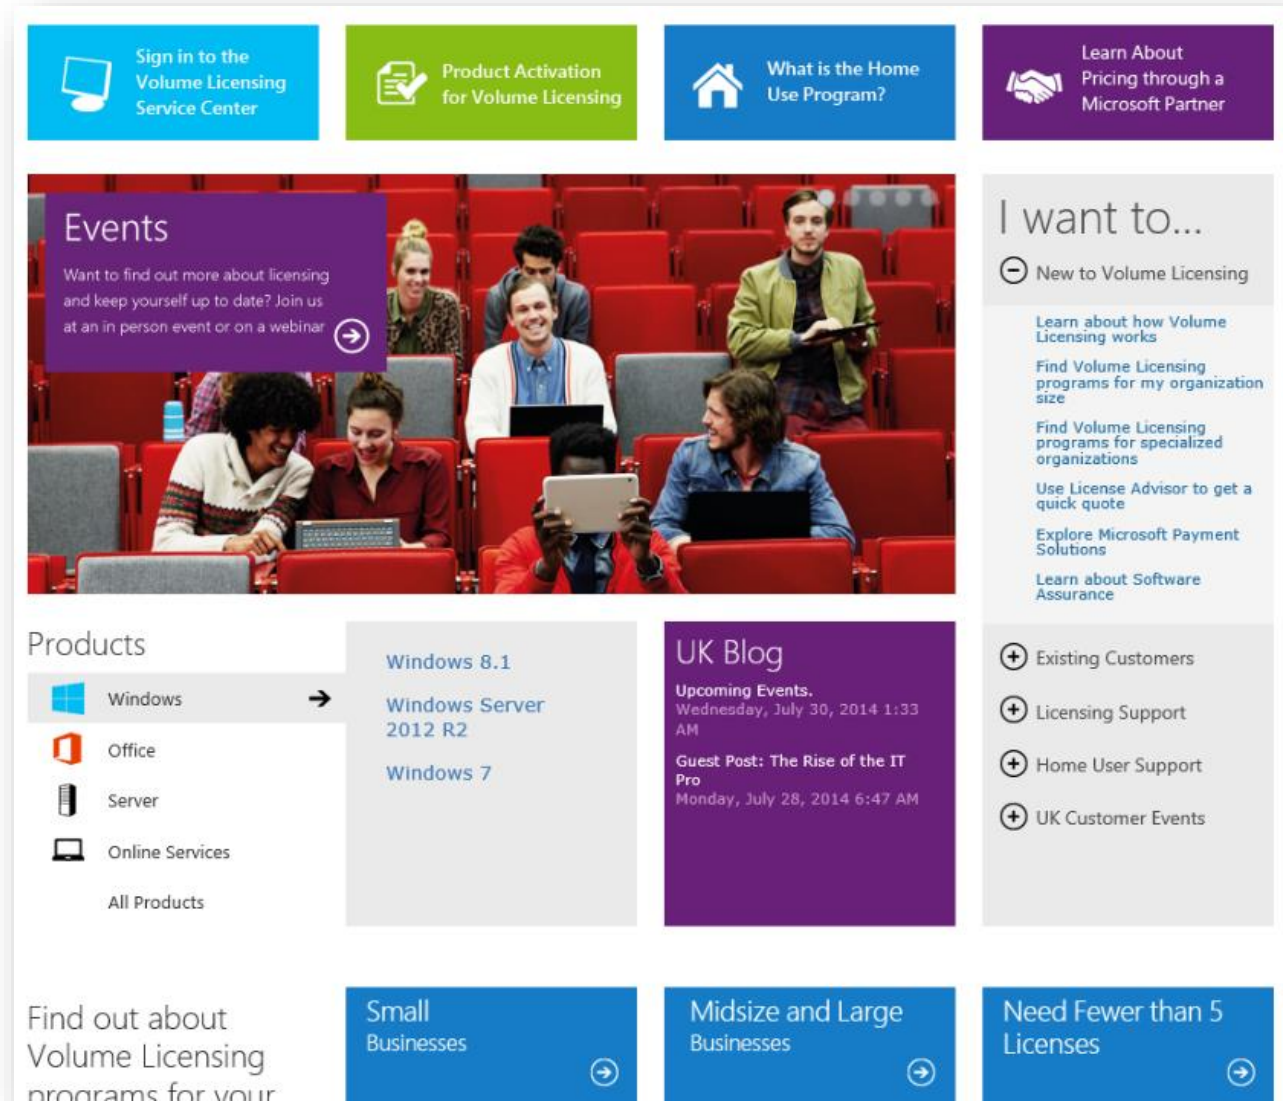 Sign in to the
Volume Licensing
Service Center
Product Activation
for Volume Licensing
What is the Home
Use Program?
Learn About
Pricing through a
Microsoft Partner
Events
Want to find out more about licensing
and keep yourself up to date? Join us
at an in person event or on a webinar
I want to...
New to Volume Licensing
Learn about how Volume
Licensing works
Find Volume Licensing
programs for my organization
size
Find Volume Licensing
programs for specialized
organizations
Use License Advisor to get a
quick quote
Explore Microsoft Payment
Solutions
Learn about Software
Assurance
Existing Customers
Licensing Support
Home User Support
UK Customer Events
Products
Windows
Office
Server
Online Services
All Products
Windows 8.1
Windows Server
2012 R2
Windows 7
UK Blog
Upcoming Events.
Wednesday, July 30, 2014 1:33
AM
Guest Post: The Rise of the IT
Pro
Monday, July 28, 2014 6:47 AM
Find out about
Volume Licensing
programs for your
Small
Businesses
Midsize and Large
Businesses
Need Fewer than 5
Licenses